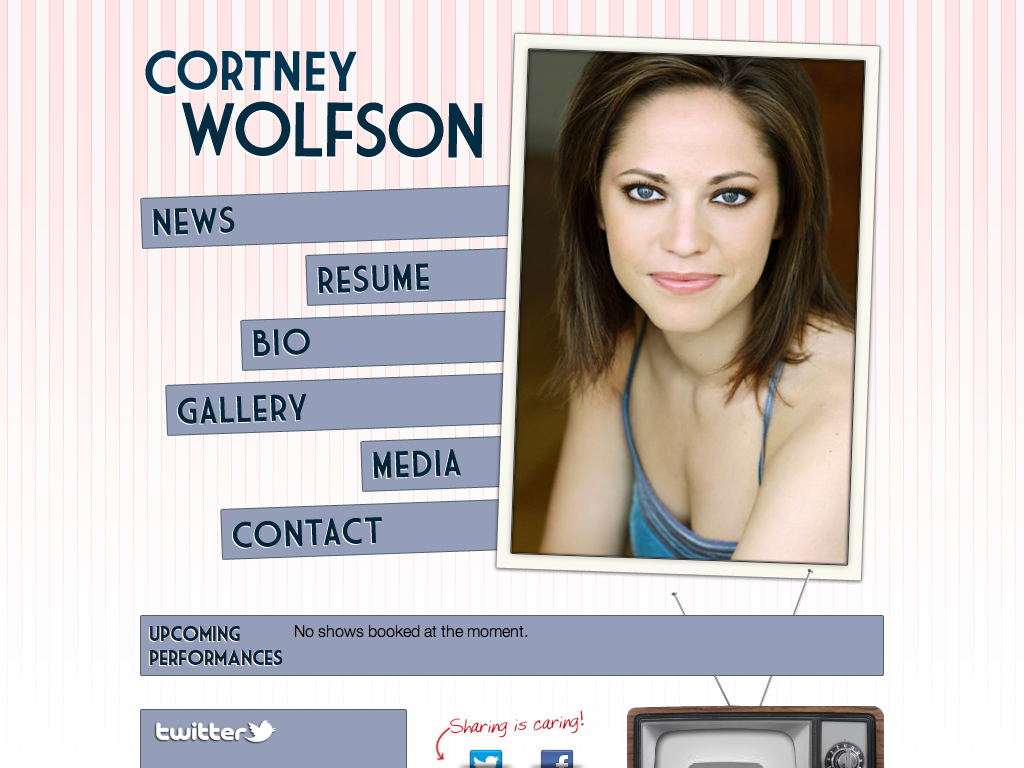 CORTNEY
WOLFSON
NEWS
RESUME
BIO
GALLERY
MEDIA
CONTACT
UPCOMING
PERFORMANCES
No shows booked at the moment.
twitter
Sharing is caring!